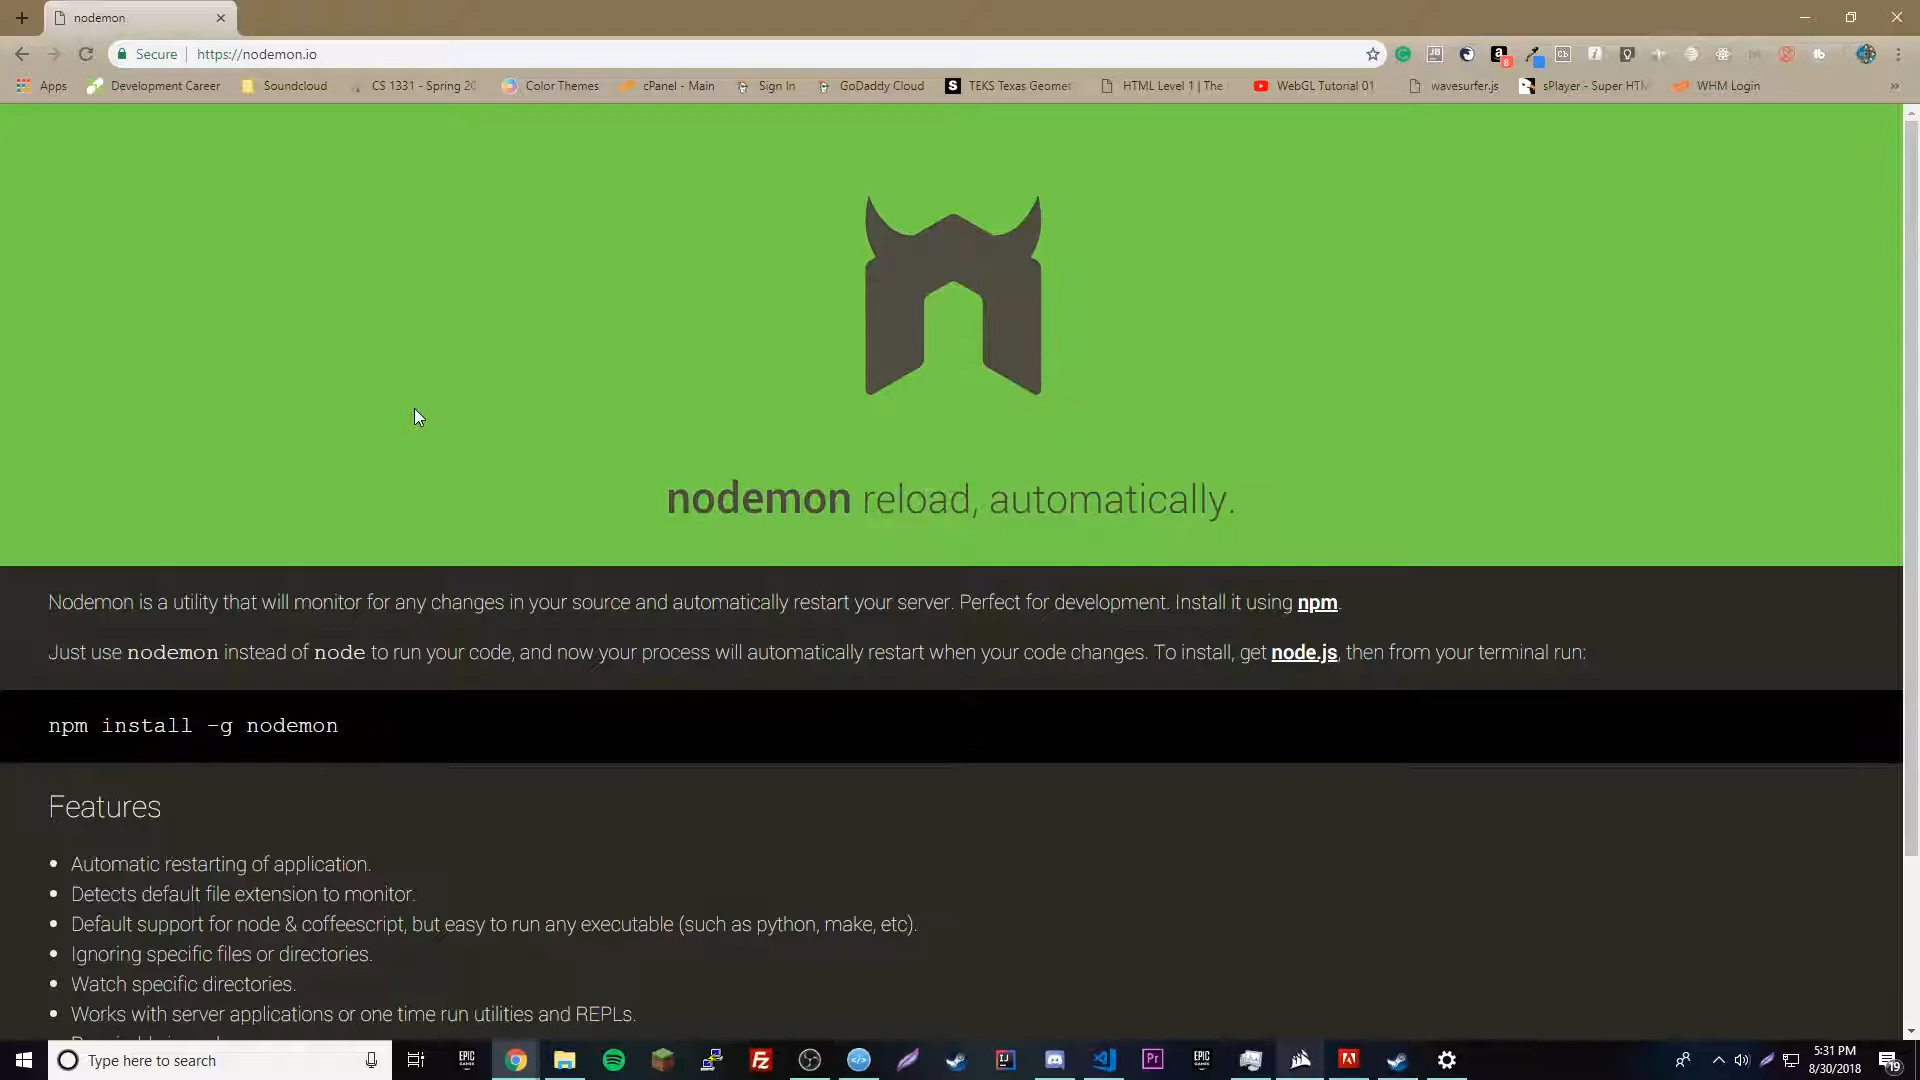 nodemon
Secure https://nodemon.io
8
Apps Development Career Soundcloud CS 1331 - Spring 20 Color Themes cPanel - Main Sign In GoDaddy Cloud TEKS Texas Geomet HTML Level 1 | The WebGL Tutorial 01 wavesurfer.js sPlayer - Super HTM WHM Login »
nodemon reload, automatically.
Nodemon is a utility that will monitor for any changes in your source and automatically restart your server. Perfect for development. Install it using npm.
Just use nodemon instead of node to run your code, and now your process will automatically restart when your code changes. To install, get node.js, then from your terminal run:
npm install -g nodemon
Features
• Automatic restarting of application.
• Detects default file extension to monitor.
• Default support for node & coffeescript, but easy to run any executable (such as python, make, etc).
• Ignoring specific files or directories.
• Watch specific directories.
• Works with server applications or one time run utilities and REPLs.
Type here to search
5:31 PM
8/30/2018
19